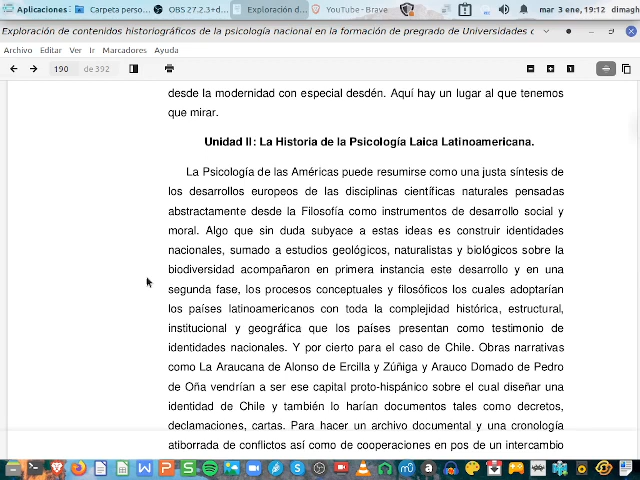 Aplicaciones
Carpeta perso...
OBS 27.2.3+d...
Exploración d...
YouTube - Brave
mar 3 ene, 19:12
dimagh
Exploración de contenidos historiográficos de la psicología nacional en la formación de pregrado de Universidades c
Archivo Editar Ver Ir Marcadores Ayuda
190 de 392
desde la modernidad con especial desdén. Aquí hay un lugar al que tenemos
que mirar.
Unidad II: La Historia de la Psicología Laica Latinoamericana.
La Psicología de las Américas puede resumirse como una justa síntesis de
los desarrollos europeos de las disciplinas científicas naturales pensadas
abstractamente desde la Filosofía como instrumentos de desarrollo social y
moral. Algo que sin duda subyace a estas ideas es construir identidades
nacionales, sumado a estudios geológicos, naturalistas y biológicos sobre la
biodiversidad acompañaron en primera instancia este desarrollo y en una
segunda fase, los procesos conceptuales y filosóficos los cuales adoptarían
los países latinoamericanos con toda la complejidad histórica, estructural,
institucional y geográfica que los países presentan como testimonio de
identidades nacionales. Y por cierto para el caso de Chile. Obras narrativas
como La Araucana de Alonso de Ercilla y Zúñiga y Arauco Domado de Pedro
de Oña vendrían a ser ese capital proto-hispánico sobre el cual diseñar una
identidad de Chile y también lo harían documentos tales como decretos,
declamaciones, cartas. Para hacer un archivo documental y una cronología
atiborrada de conflictos así como de cooperaciones en pos de un intercambio